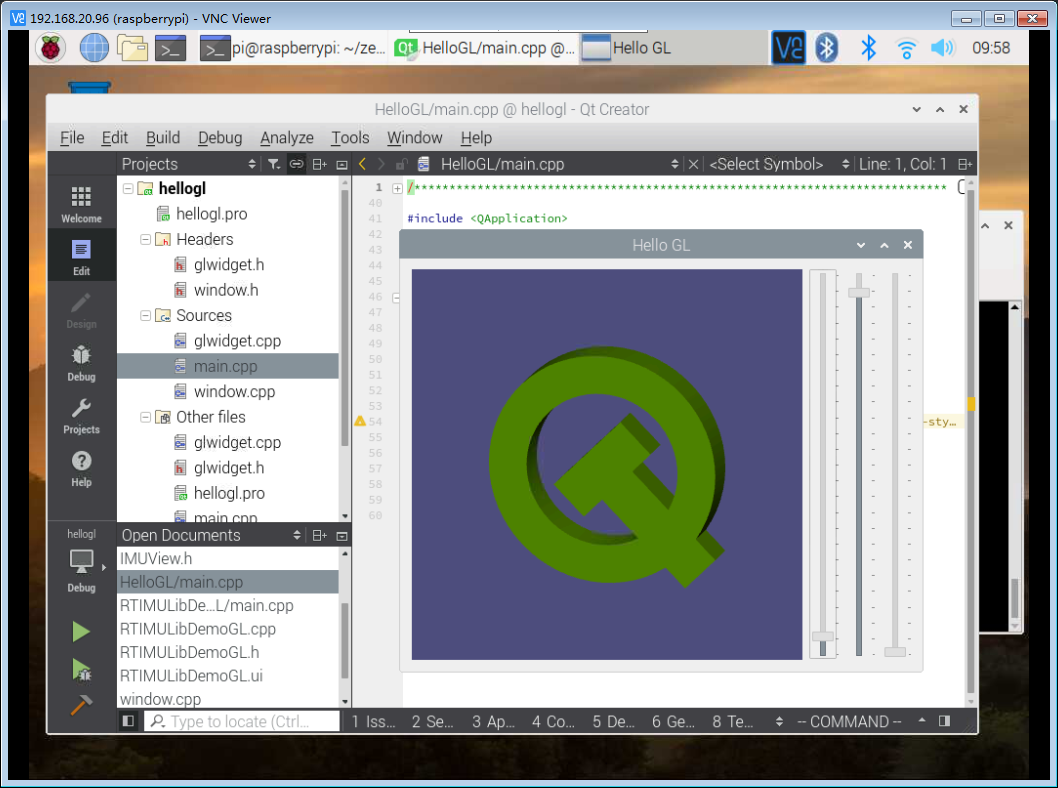 192.168.20.96 (raspberrypi) - VNC Viewer
pi@raspberrypi: ~/ze...
Qt
HelloGL/main.cpp @...
Hello GL
09:58
HelloGL/main.cpp @ hellogl - Qt Creator
File Edit Build Debug Analyze Tools Window Help
Projects
HelloGL/main.cpp
<Select Symbol>
Line: 1, Col: 1
Welcome
Edit
Design
Debug
Projects
Help
hellogl
Debug
hellogl
hellogl.pro
Headers
glwidget.h
window.h
Sources
glwidget.cpp
main.cpp
window.cpp
Other files
glwidget.cpp
glwidget.h
hellogl.pro
main.cpp
Open Documents
IMUView.h
HelloGL/main.cpp
RTIMULibDe...L/main.cpp
RTIMULibDemoGL.cpp
RTIMULibDemoGL.h
RTIMULibDemoGL.ui
window.cpp
1
40
41 #include <QApplication>
42
43
44
45
46
47
48
49
50
51
52
53
54 -sty...
55
56
57
58
59
60
Hello GL
Type to locate (Ctrl...
1 Iss... 2 Se... 3 Ap... 4 Co... 5 De... 6 Ge... 8 Te... -- COMMAND --